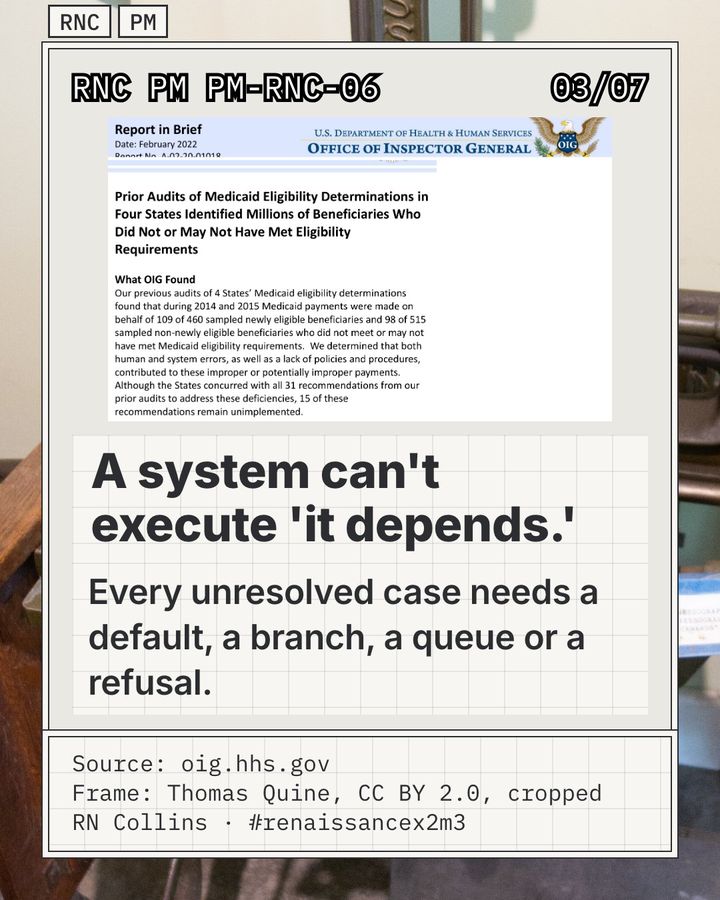 RNC PM
RNC PM PM-RNC-06 03/07
Report in Brief
Date: February 2022
Report No. A-02-20-01018
U.S. DEPARTMENT OF HEALTH & HUMAN SERVICES
OFFICE OF INSPECTOR GENERAL
OIG
Prior Audits of Medicaid Eligibility Determinations in
Four States Identified Millions of Beneficiaries Who
Did Not or May Not Have Met Eligibility
Requirements
What OIG Found
Our previous audits of 4 States’ Medicaid eligibility determinations
found that during 2014 and 2015 Medicaid payments were made on
behalf of 109 of 460 sampled newly eligible beneficiaries and 98 of 515
sampled non-newly eligible beneficiaries who did not meet or may not
have met Medicaid eligibility requirements. We determined that both
human and system errors, as well as a lack of policies and procedures,
contributed to these improper or potentially improper payments.
Although the States concurred with all 31 recommendations from our
prior audits to address these deficiencies, 15 of these
recommendations remain unimplemented.
A system can't
execute 'it depends.'
Every unresolved case needs a
default, a branch, a queue or a
refusal.
Source: oig.hhs.gov
Frame: Thomas Quine, CC BY 2.0, cropped
RN Collins · #renaissancex2m3